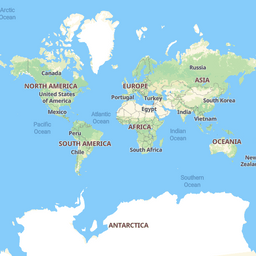 Arctic
Ocean
Canada
NORTH AMERICA
United States
of America
Mexico
Atlantic
Ocean
Pacific
Ocean
Peru
SOUTH AMERICA
Chile
EUROPE
Portugal
Turkey
Egypt
AFRICA
South Africa
Russia
ASIA
South Korea
India
Vietnam
Indian
Ocean
OCEANIA
New
Zeala
Southern
Ocean
ANTARCTICA